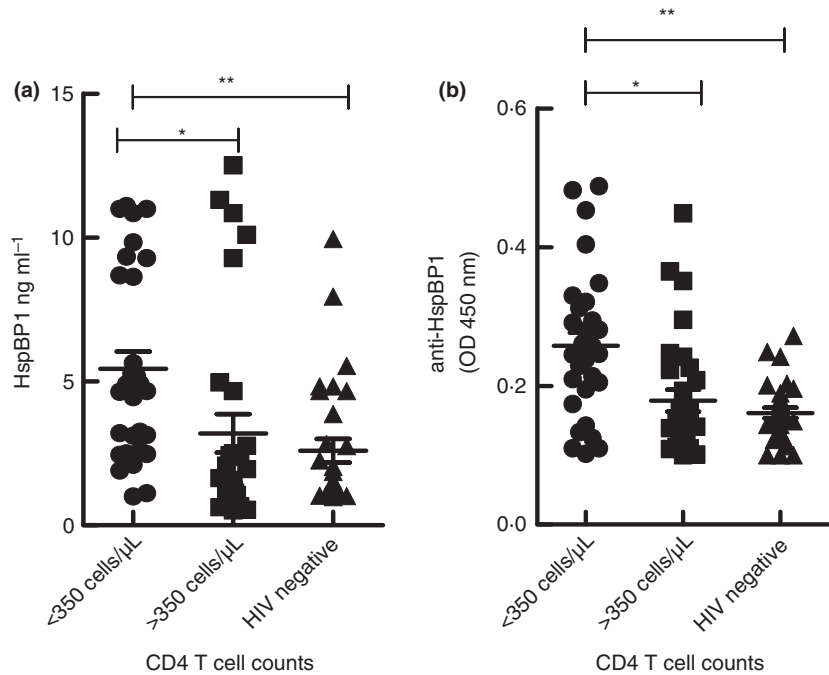 (a)
**
*
15
10
5
0
HspBP1 ng ml⁻¹
<350 cells/µL
>350 cells/µL
HIV negative
CD4 T cell counts
(b)
**
*
0·6
0·4
0·2
0·0
anti-HspBP1
(OD 450 nm)
<350 cells/µL
>350 cells/µL
HIV negative
CD4 T cell counts